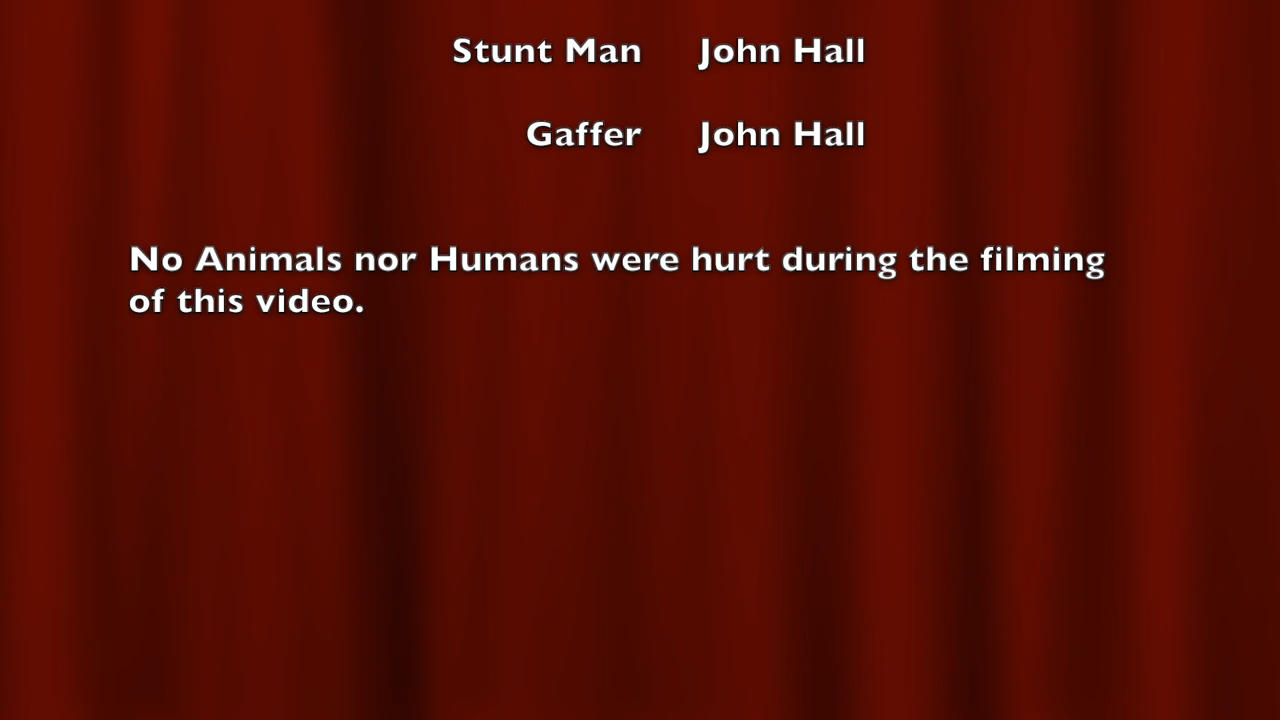 Stunt Man John Hall
Gaffer John Hall
No Animals nor Humans were hurt during the filming
of this video.